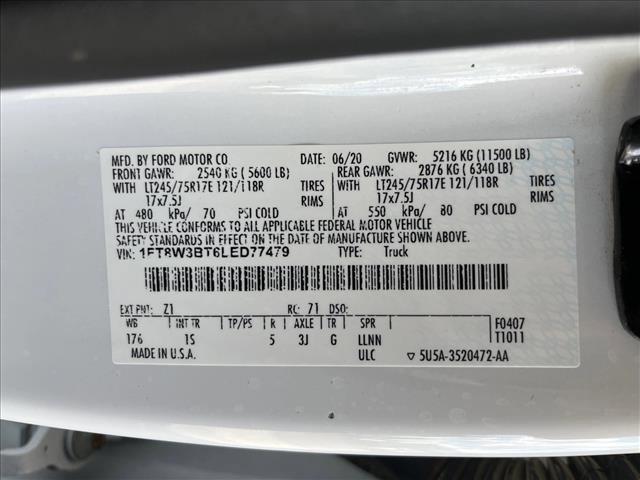 MFD. BY FORD MOTOR CO. DATE: 06/20 GVWR: 5216 KG (11500 LB)
FRONT GAWR: 2540 KG ( 5600 LB) REAR GAWR: 2876 KG ( 6340 LB)
WITH LT245/75R17E 121/118R TIRES WITH LT245/75R17E 121/118R TIRES
17x7.5J RIMS 17x7.5J RIMS
AT 480 kPa/ 70 PSI COLD AT 550 kPa/ 80 PSI COLD
THIS VEHICLE CONFORMS TO ALL APPLICABLE FEDERAL MOTOR VEHICLE
SAFETY STANDARDS IN EFFECT ON THE DATE OF MANUFACTURE SHOWN ABOVE.
VIN: 1FT8W3BT6LED77479 TYPE: Truck
EXT PNT: Z1 RC: 71 DSO:
WB INT TR TP/PS R AXLE TR SPR F0407
176 1S 5 3J G LLNN T1011
MADE IN U.S.A. ULC ▽5U5A-3520472-AA